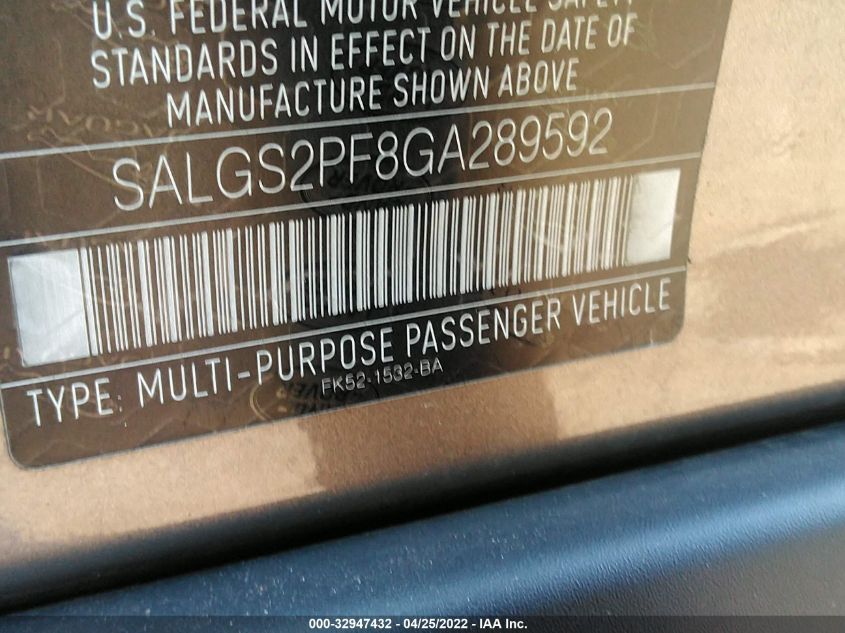 U.S. FEDERAL MOTOR VEHICLE SAFETY
STANDARDS IN EFFECT ON THE DATE OF
MANUFACTURE SHOWN ABOVE
SALGS2PF8GA289592
TYPE: MULTI-PURPOSE PASSENGER VEHICLE
FK52-1532-BA
000-32947432 - 04/25/2022 - IAA Inc.